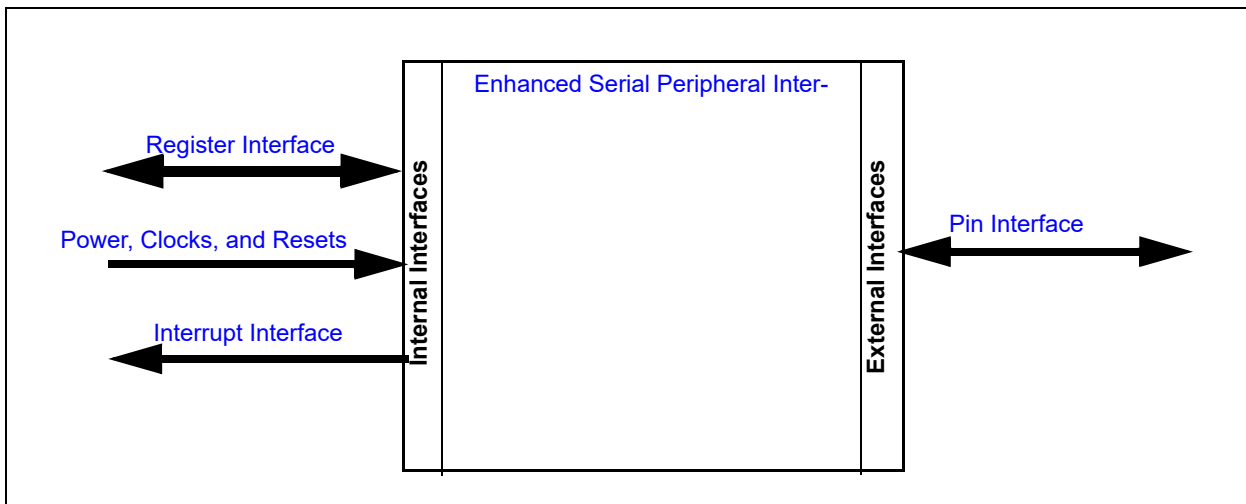 Enhanced Serial Peripheral Inter-
Register Interface
Power, Clocks, and Resets
Interrupt Interface
Internal Interfaces
External Interfaces
Pin Interface